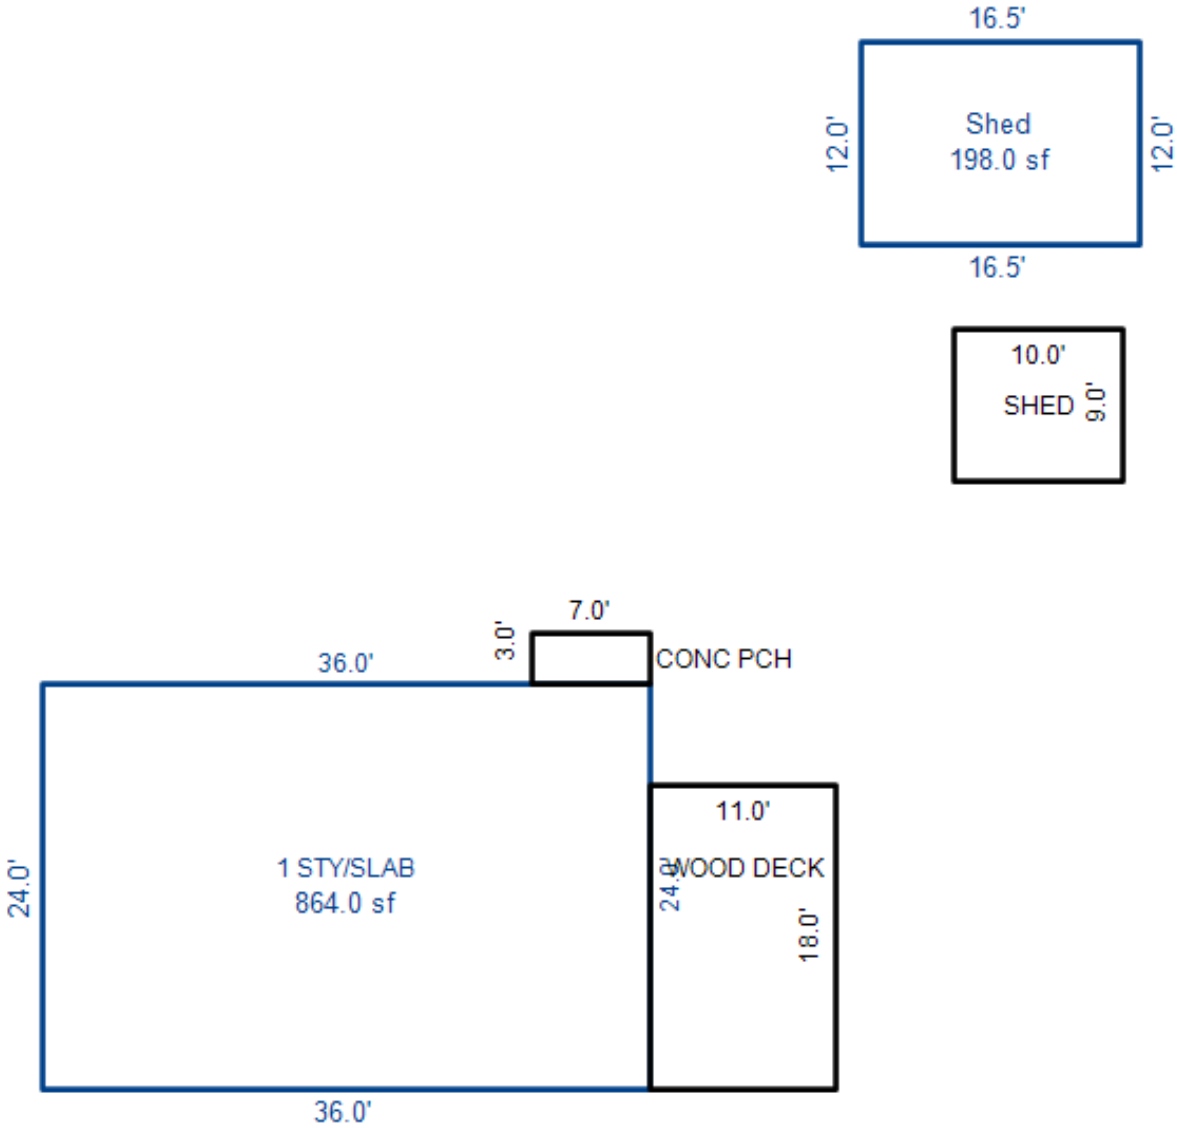 16.5'
12.0'
Shed
198.0 sf
12.0'
16.5'
10.0'
SHED
9.0'
7.0'
3.0'
CONC PCH
36.0'
11.0'
24.0'
1 STY/SLAB
864.0 sf
24.0'
WOOD DECK
18.0'
36.0'